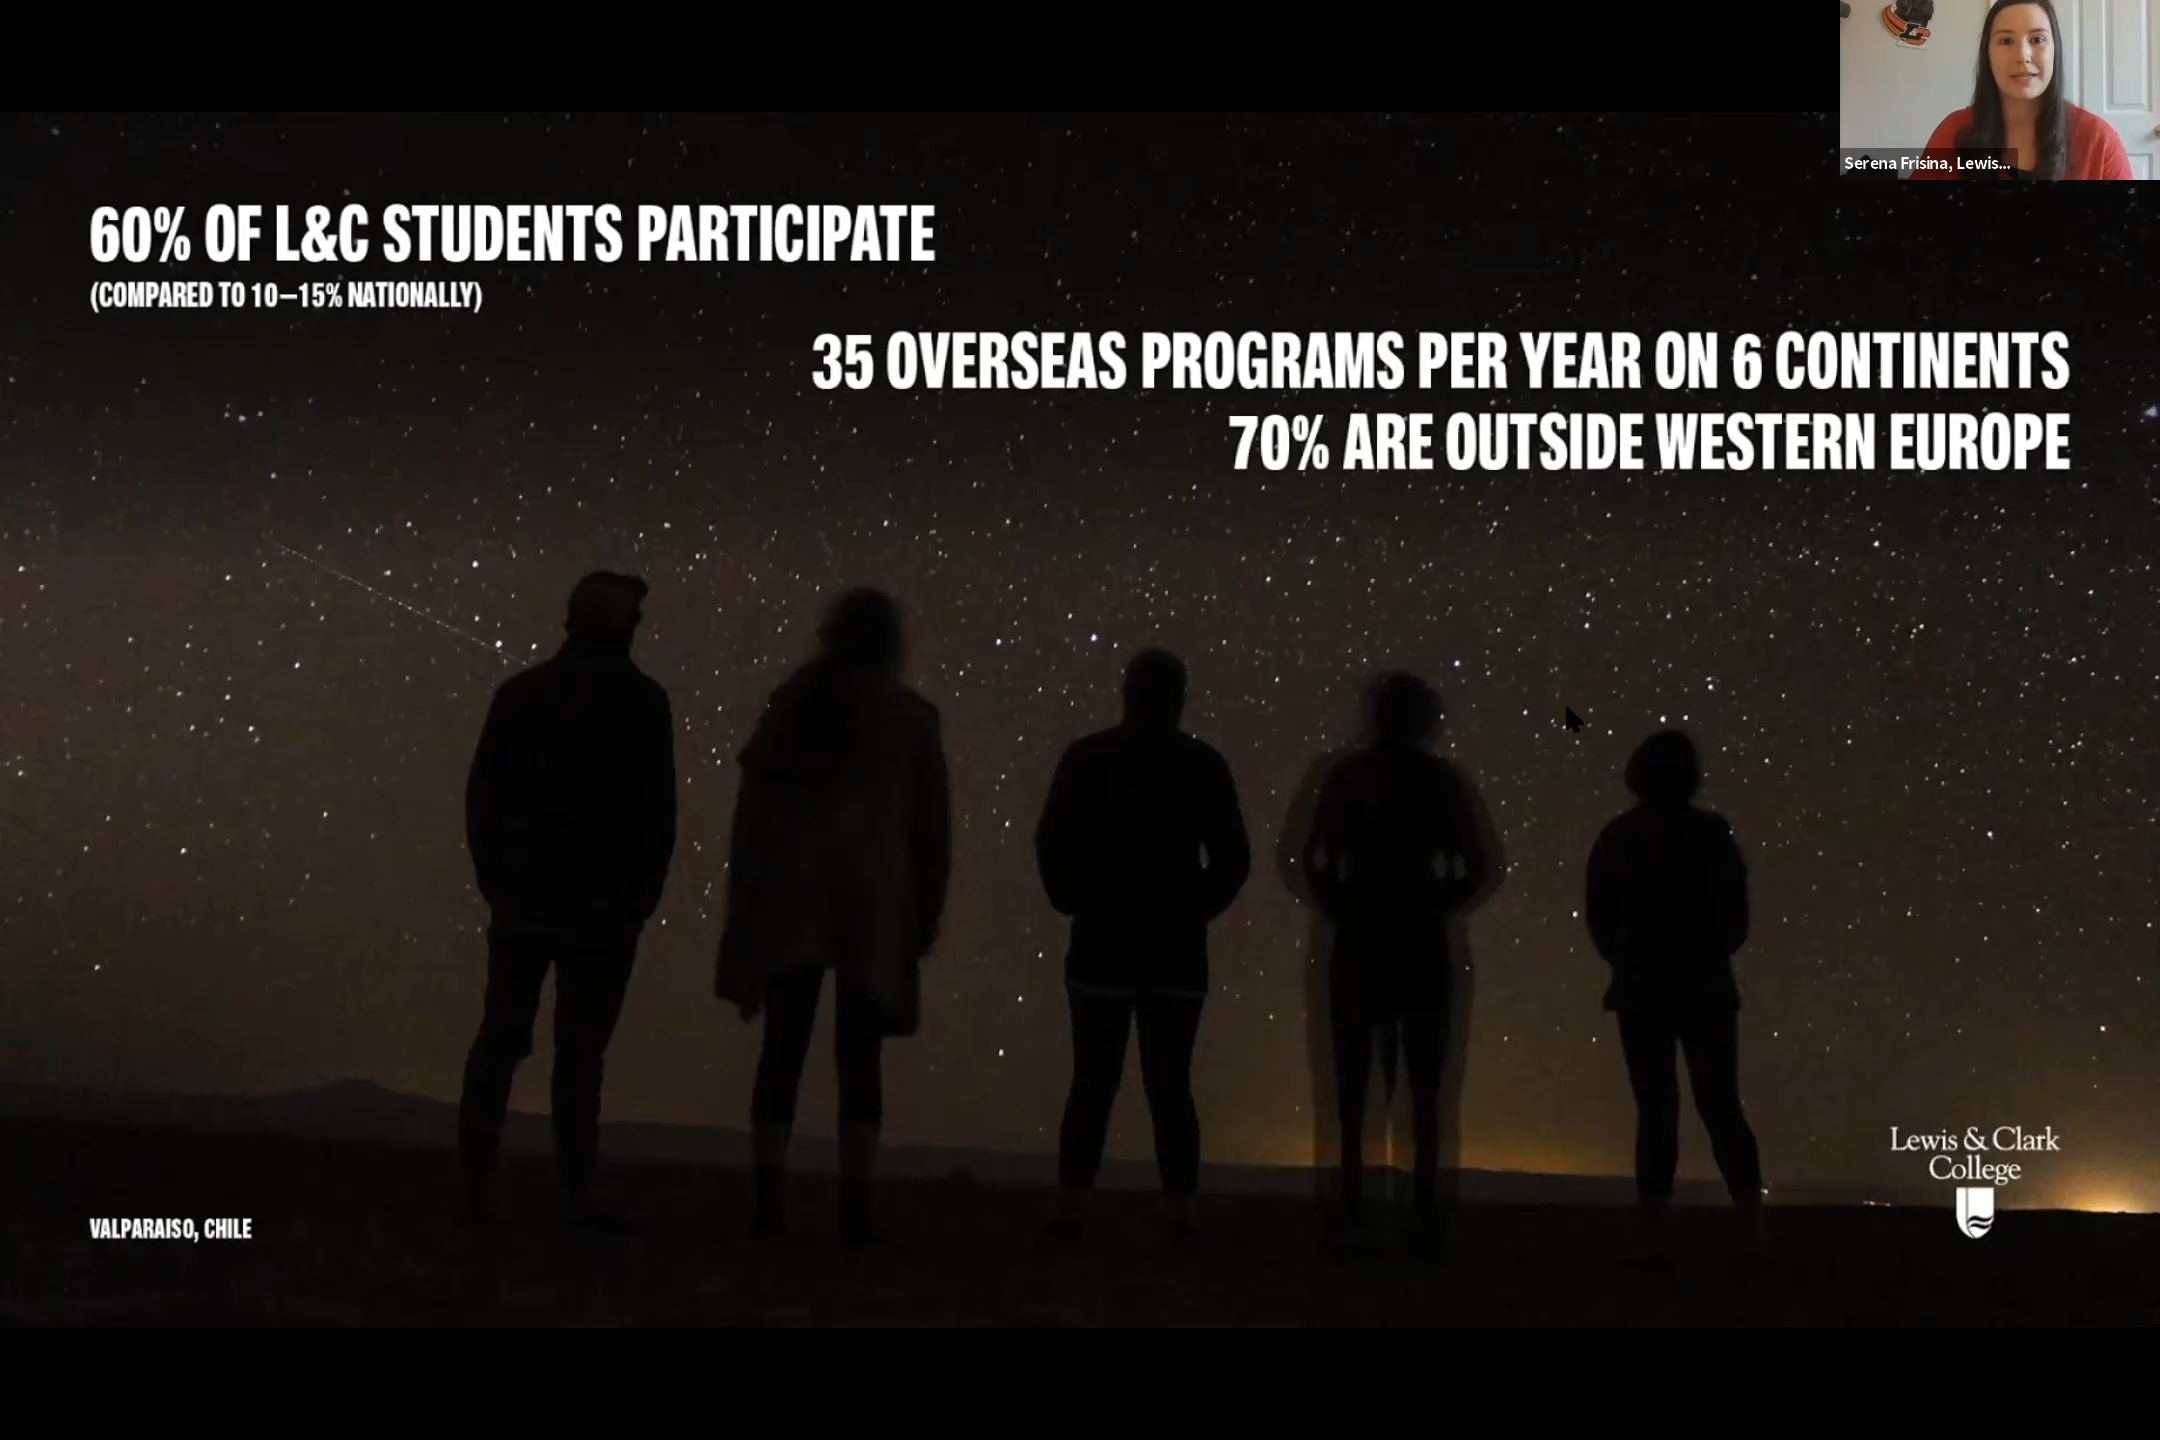 Serena Frisina, Lewis...
60% OF L&C STUDENTS PARTICIPATE
(COMPARED TO 10–15% NATIONALLY)
35 OVERSEAS PROGRAMS PER YEAR ON 6 CONTINENTS
70% ARE OUTSIDE WESTERN EUROPE
Lewis & Clark
College
VALPARAISO, CHILE